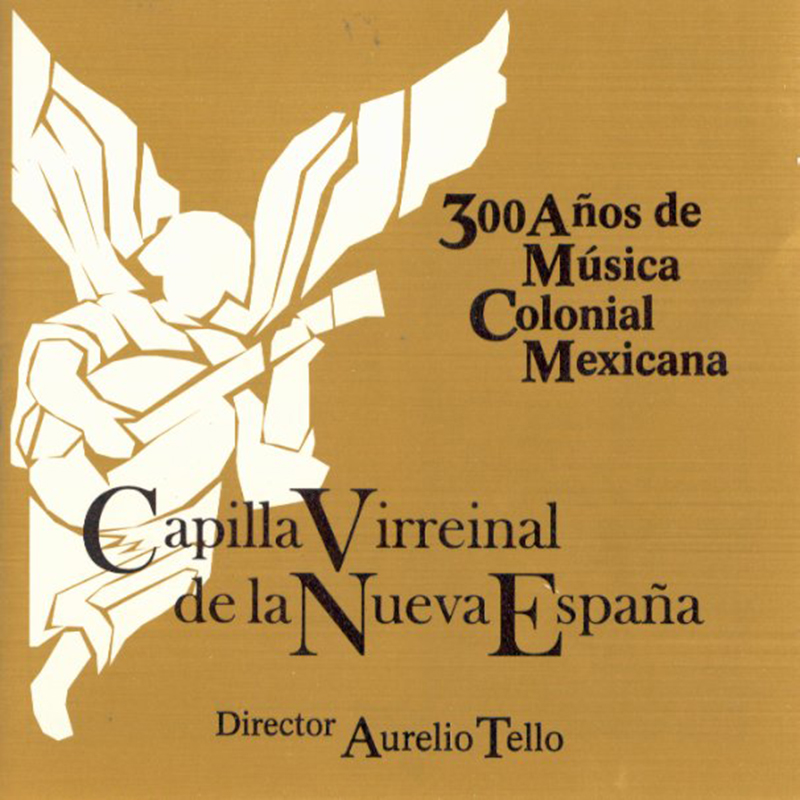 300 Años de
Música
Colonial
Mexicana
Capilla Virreinal
de la Nueva España
Director Aurelio Tello